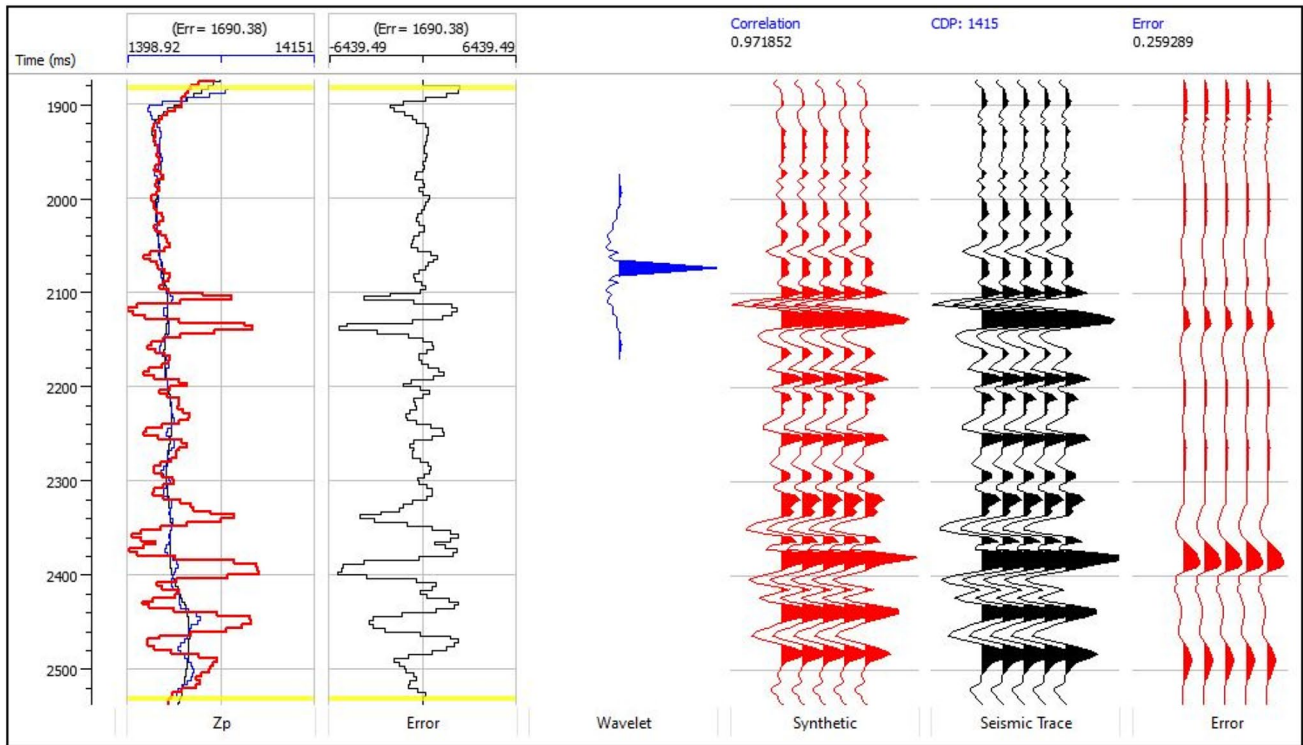 (Err= 1690.38)
1398.92 14151
(Err= 1690.38)
-6439.49 6439.49
Correlation
0.971852
CDP: 1415
Error
0.259289
Time (ms)
1900
2000
2100
2200
2300
2400
2500
Zp Error Wavelet Synthetic Seismic Trace Error